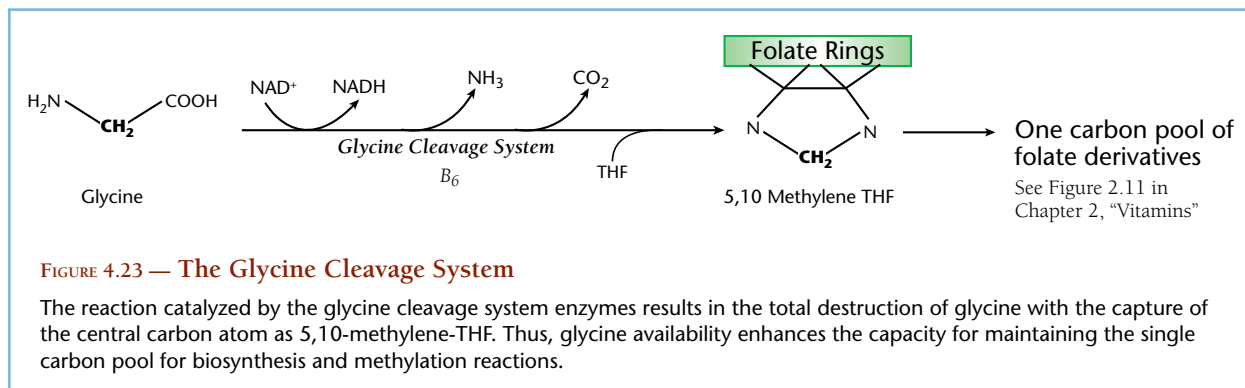 Folate Rings
H₂N
COOH
CH₂
NAD⁺
NADH
NH₃
CO₂
Glycine Cleavage System
B₆
THF
N
N
CH₂
One carbon pool of
folate derivatives
See Figure 2.11 in
Chapter 2, “Vitamins”
Glycine
5,10 Methylene THF
Figure 4.23 — The Glycine Cleavage System
The reaction catalyzed by the glycine cleavage system enzymes results in the total destruction of glycine with the capture of
the central carbon atom as 5,10-methylene-THF. Thus, glycine availability enhances the capacity for maintaining the single
carbon pool for biosynthesis and methylation reactions.